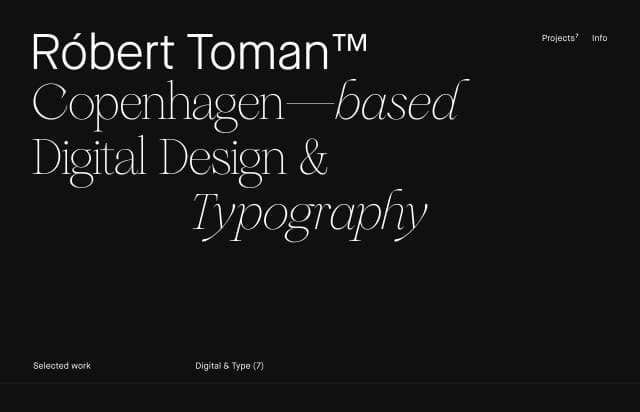 Róbert Toman™
Projects⁷ Info
Copenhagen—based
Digital Design &
Typography
Selected work
Digital & Type (7)